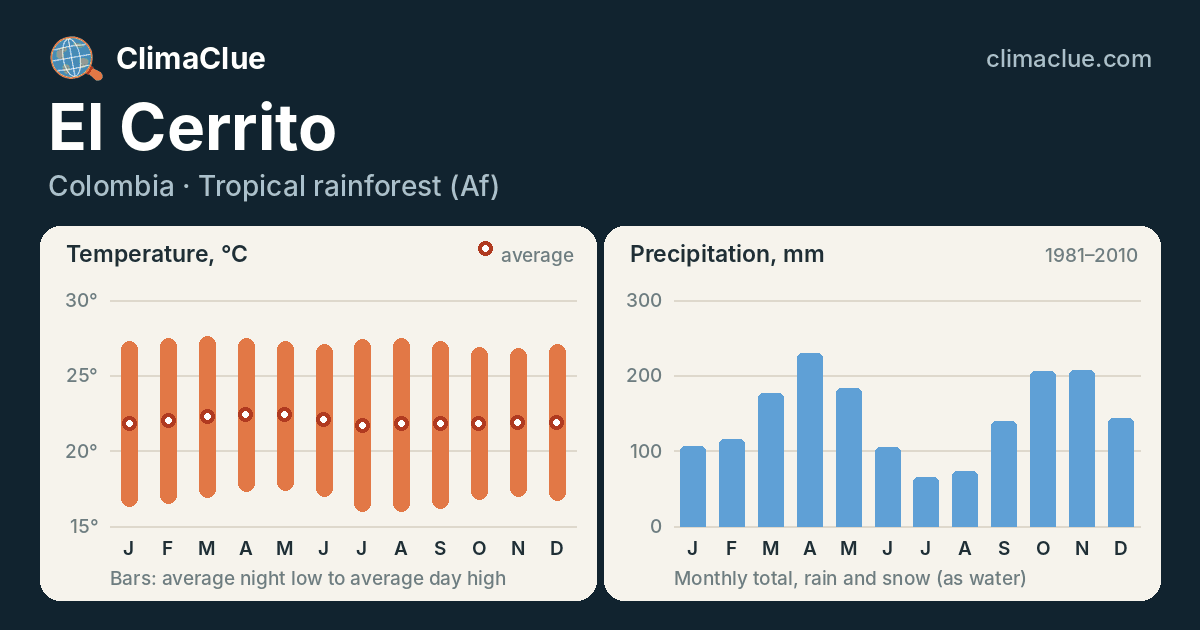 ClimaClue
climaclue.com
El Cerrito
Colombia · Tropical rainforest (Af)
Temperature, °C
average
30°
25°
20°
15°
J F M A M J J A S O N D
Bars: average night low to average day high
Precipitation, mm
1981–2010
300
200
100
0
J F M A M J J A S O N D
Monthly total, rain and snow (as water)